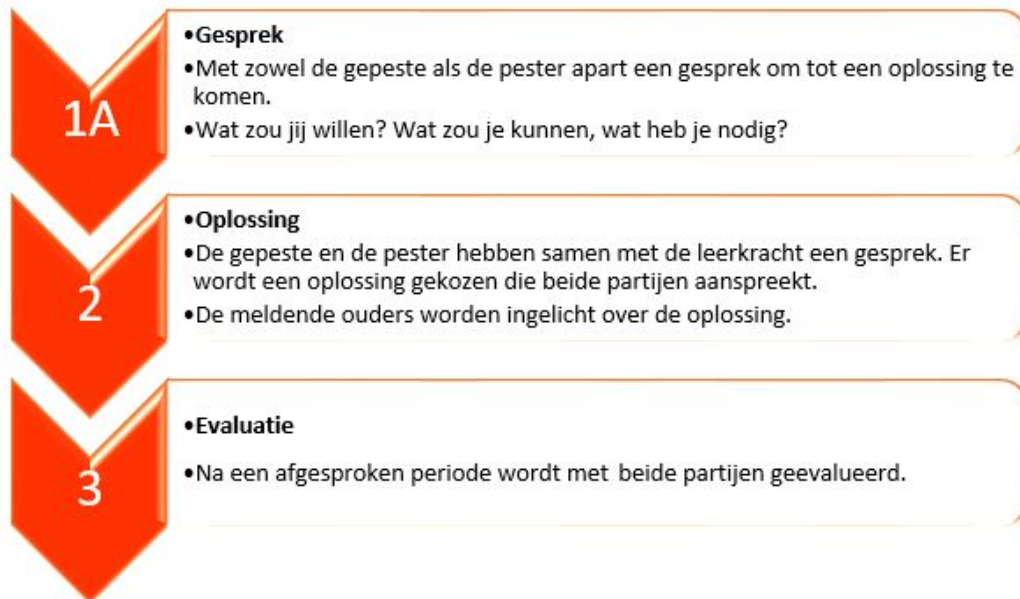 1A
•Gesprek
•Met zowel de gepeste als de pester apart een gesprek om tot een oplossing te
komen.
•Wat zou jij willen? Wat zou je kunnen, wat heb je nodig?
2
•Oplossing
•De gepeste en de pester hebben samen met de leerkracht een gesprek. Er
wordt een oplossing gekozen die beide partijen aanspreekt.
•De meldende ouders worden ingelicht over de oplossing.
3
•Evaluatie
•Na een afgesproken periode wordt met beide partijen geevalueerd.